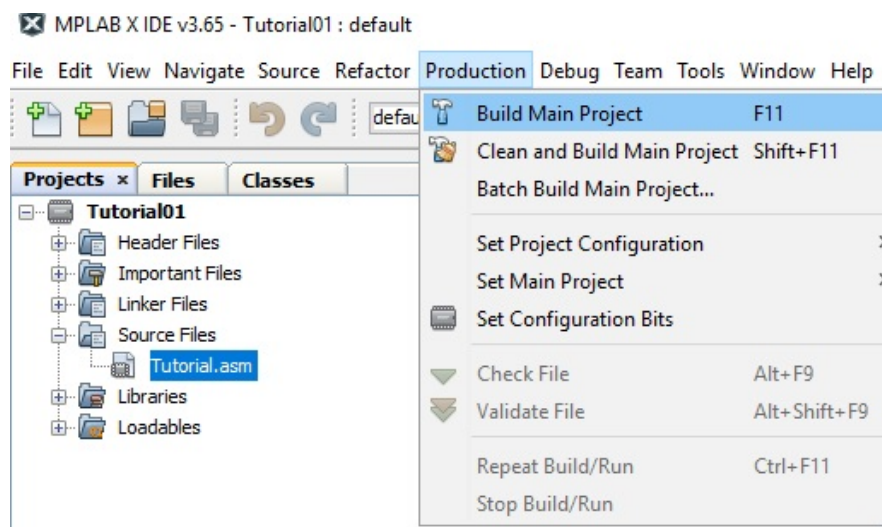 MPLAB X IDE v3.65 - Tutorial01 : default
File Edit View Navigate Source Refactor Production Debug Team Tools Window Help
defau
Build Main Project F11
Clean and Build Main Project Shift+F11
Batch Build Main Project...
Set Project Configuration
Set Main Project
Set Configuration Bits
Check File Alt+F9
Validate File Alt+Shift+F9
Repeat Build/Run Ctrl+F11
Stop Build/Run
Projects × Files Classes
Tutorial01
Header Files
Important Files
Linker Files
Source Files
Tutorial.asm
Libraries
Loadables